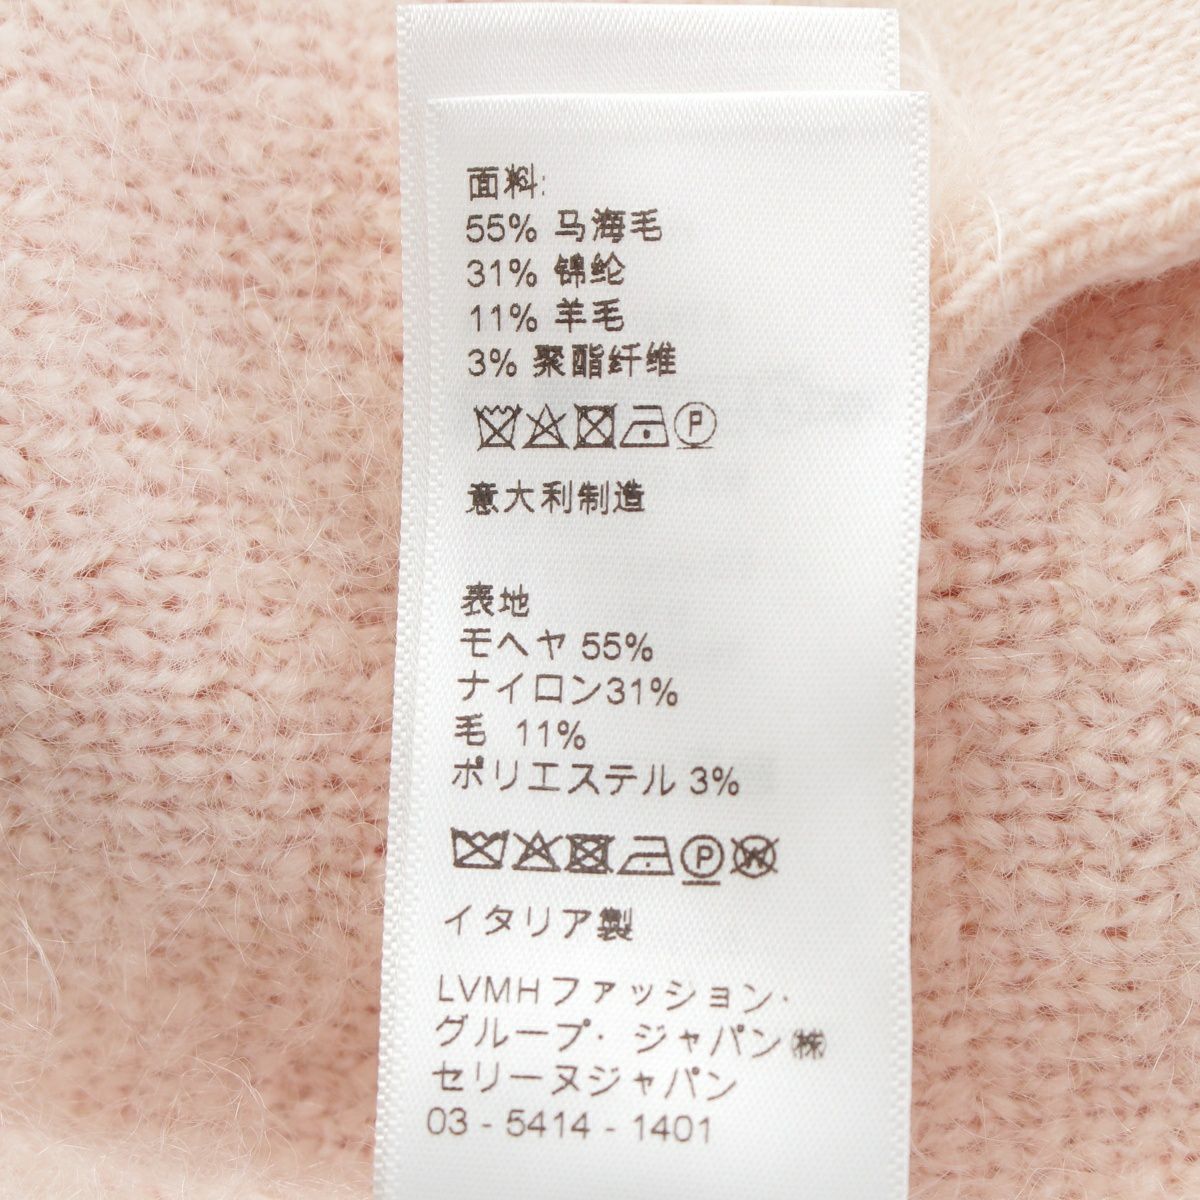 面料:
55% 马海毛
31% 锦纶
11% 羊毛
3% 聚酯纤维
P
意大利制造
表地
モヘヤ 55%
ナイロン31%
毛 11%
ポリエステル 3%
P W
イタリア製
LVMHファッション・
グループ・ジャパン㈱
セリーヌジャパン
03 - 5414 - 1401